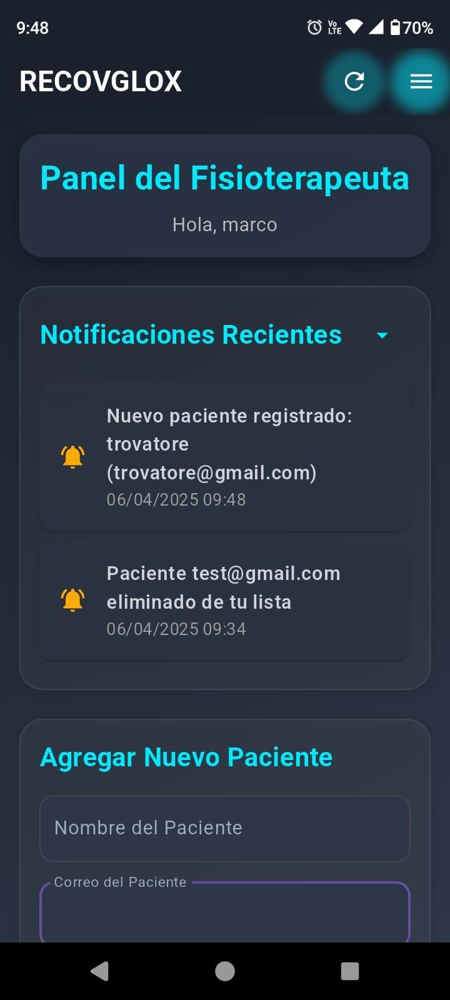 9:48
Vo LTE
70%
RECOVGLOX
Panel del Fisioterapeuta
Hola, marco
Notificaciones Recientes
Nuevo paciente registrado:
trovatore
(trovatore@gmail.com)
06/04/2025 09:48
Paciente test@gmail.com
eliminado de tu lista
06/04/2025 09:34
Agregar Nuevo Paciente
Nombre del Paciente
Correo del Paciente